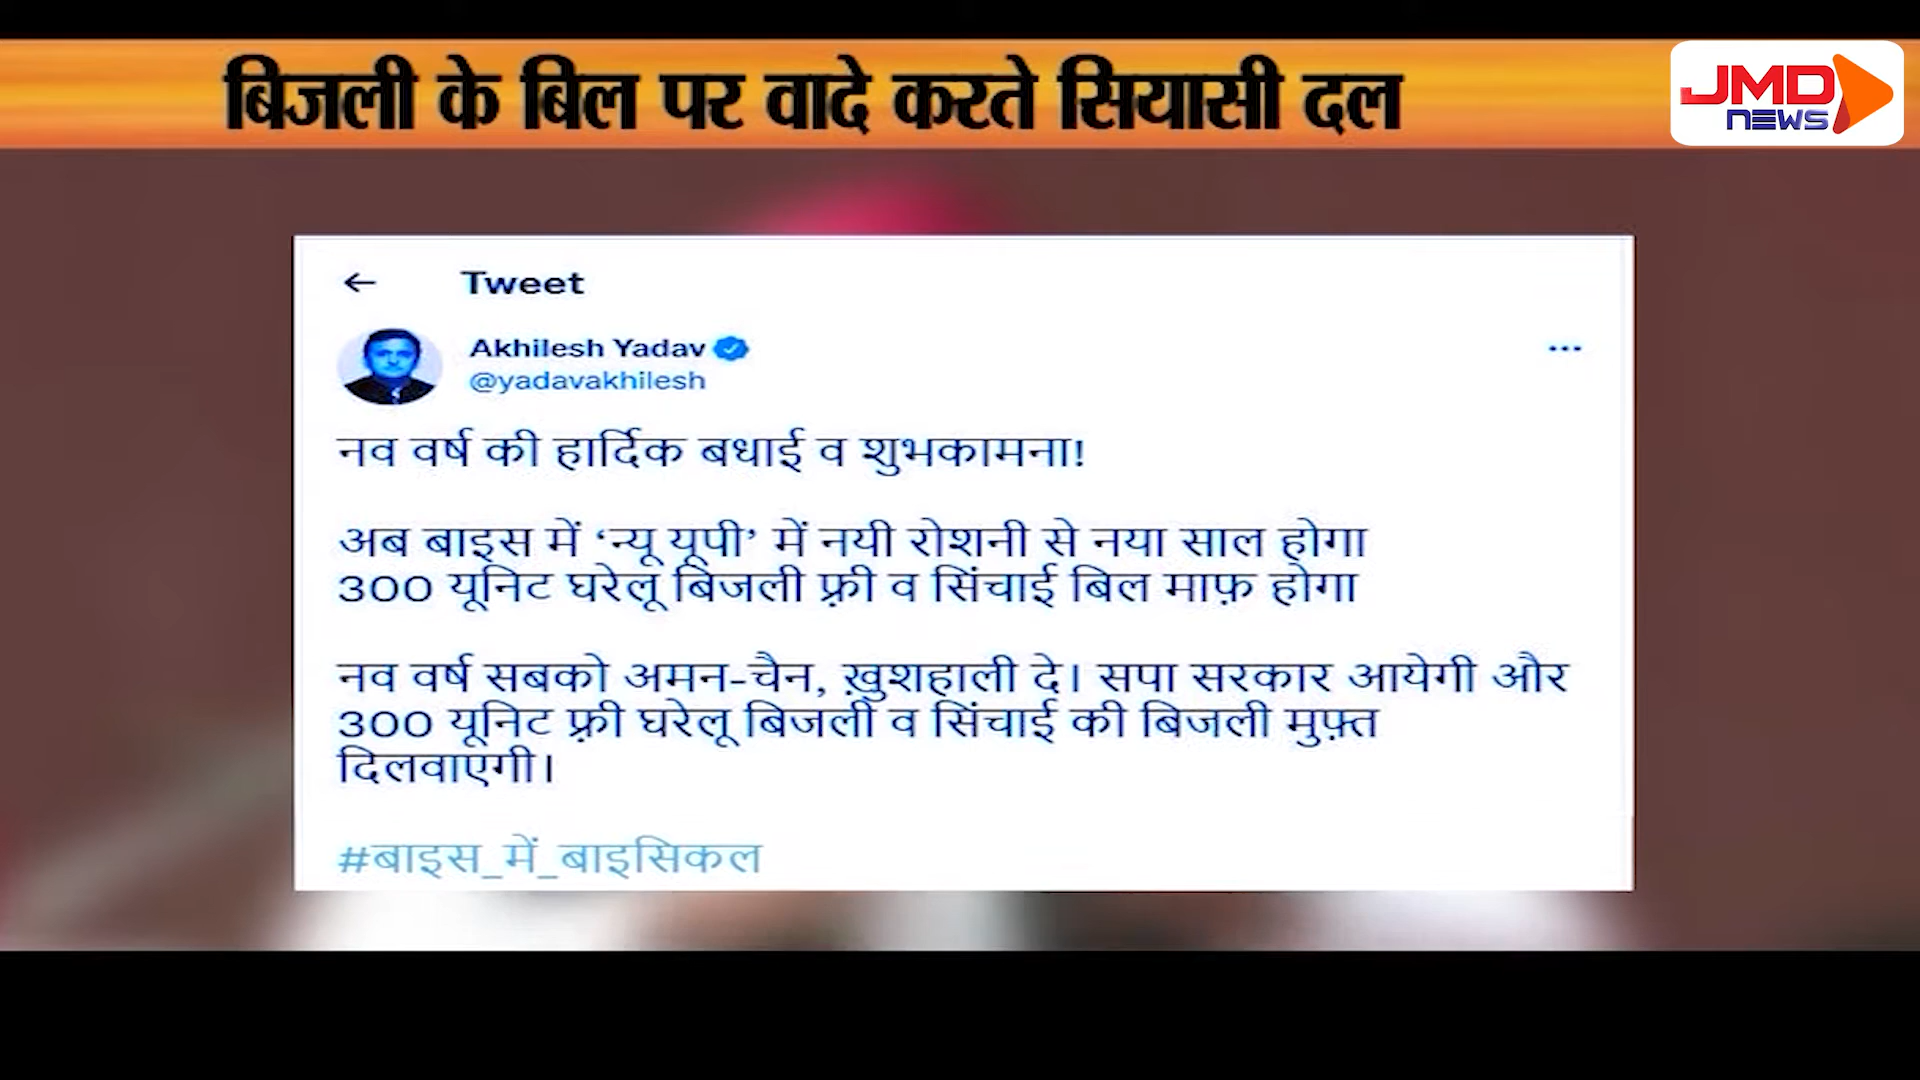 बिजली के बिल पर वादे करते सियासी दल
JMD
NEWS
← Tweet
Akhilesh Yadav
@yadavakhilesh
नव वर्ष की हार्दिक बधाई व शुभकामना!
अब बाइस में ‘न्यू यूपी’ में नयी रोशनी से नया साल होगा
300 यूनिट घरेलू बिजली फ़्री व सिंचाई बिल माफ़ होगा
नव वर्ष सबको अमन-चैन, ख़ुशहाली दे। सपा सरकार आयेगी और
300 यूनिट फ़्री घरेलू बिजली व सिंचाई की बिजली मुफ़्त
दिलवाएगी।
#बाइस_में_बाइसिकल